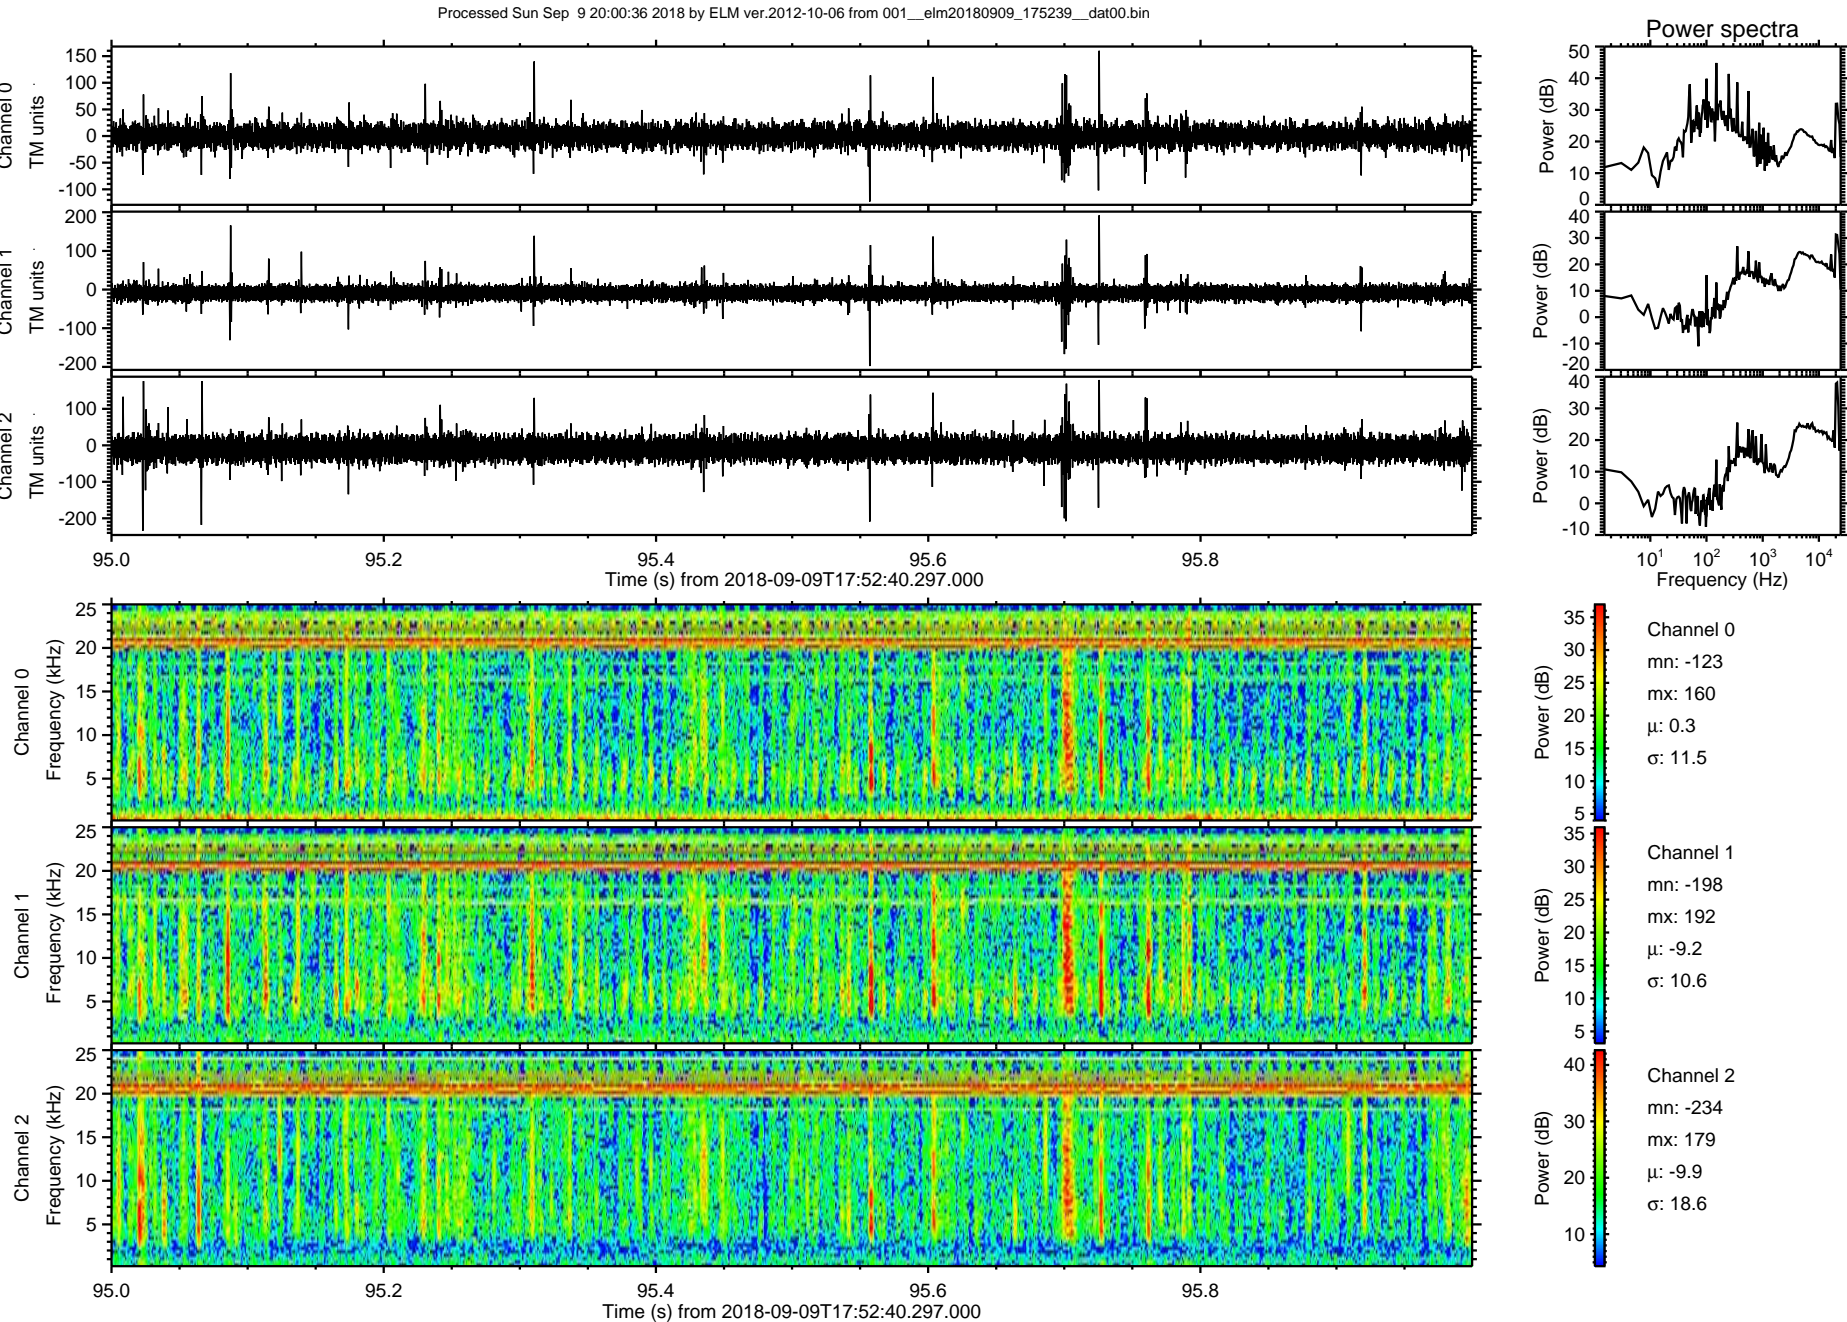 Processed Sun Sep  9 20:00:36 2018 by ELM ver.2012-10-06 from 001__elm20180909_175239__dat00.bin
Power spectra
Channel 0
TM units
150
100
50
0
-50
-100
Power (dB)
50
40
30
20
10
0
Channel 1
TM units
200
100
0
-100
-200
Power (dB)
40
30
20
10
0
-10
-20
Channel 2
TM units
100
0
-100
-200
Power (dB)
40
30
20
10
0
-10
95.0 95.2 95.4 95.6 95.8
Time (s) from 2018-09-09T17:52:40.297.000
10¹ 10² 10³ 10⁴
Frequency (Hz)
Channel 0
Frequency (kHz)
25
20
15
10
5
Power (dB)
35
30
25
20
15
10
5
Channel 0
mn: -123
mx: 160
μ: 0.3
σ: 11.5
Channel 1
Frequency (kHz)
25
20
15
10
5
Power (dB)
35
30
25
20
15
10
5
Channel 1
mn: -198
mx: 192
μ: -9.2
σ: 10.6
Channel 2
Frequency (kHz)
25
20
15
10
5
Power (dB)
40
30
20
10
Channel 2
mn: -234
mx: 179
μ: -9.9
σ: 18.6
95.0 95.2 95.4 95.6 95.8
Time (s) from 2018-09-09T17:52:40.297.000